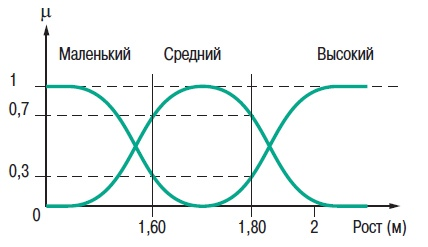 μ
Маленький Средний Высокий
1
0,7
0,3
0
1,60 1,80 2 Рост (м)